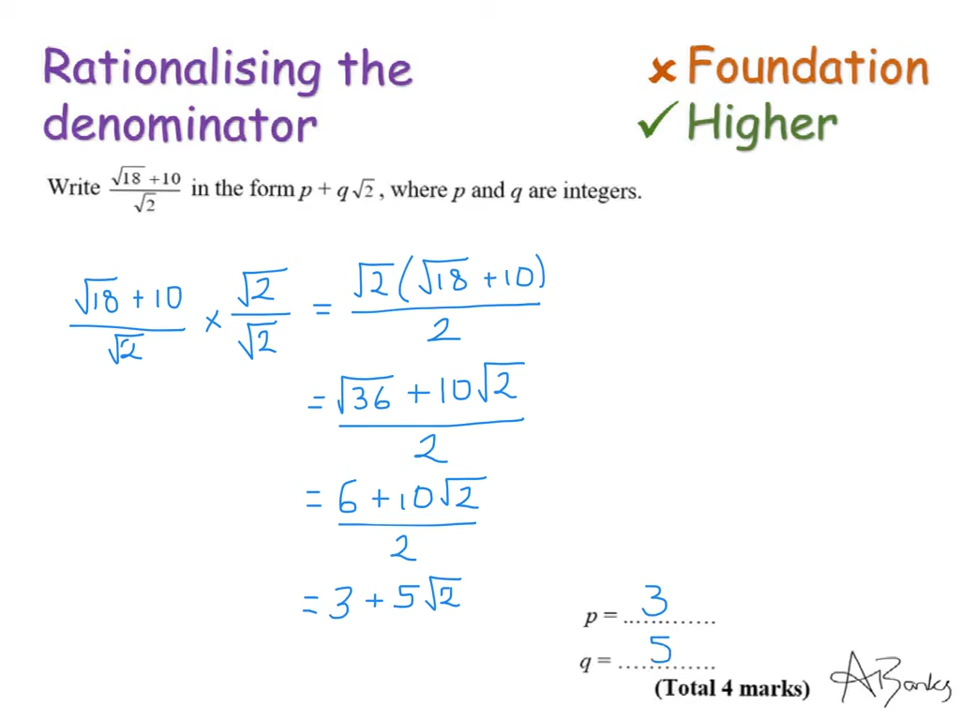 Rationalising the denominator
✗ Foundation
✓ Higher
Write (√18 +10)/√2 in the form p + q√2, where p and q are integers.
(√18 + 10)/√2 × √2/√2 = √2(√18 + 10)/2
= (√36 + 10√2)/2
= (6 + 10√2)/2
= 3 + 5√2
p = 3
q = 5
(Total 4 marks)
A Banks